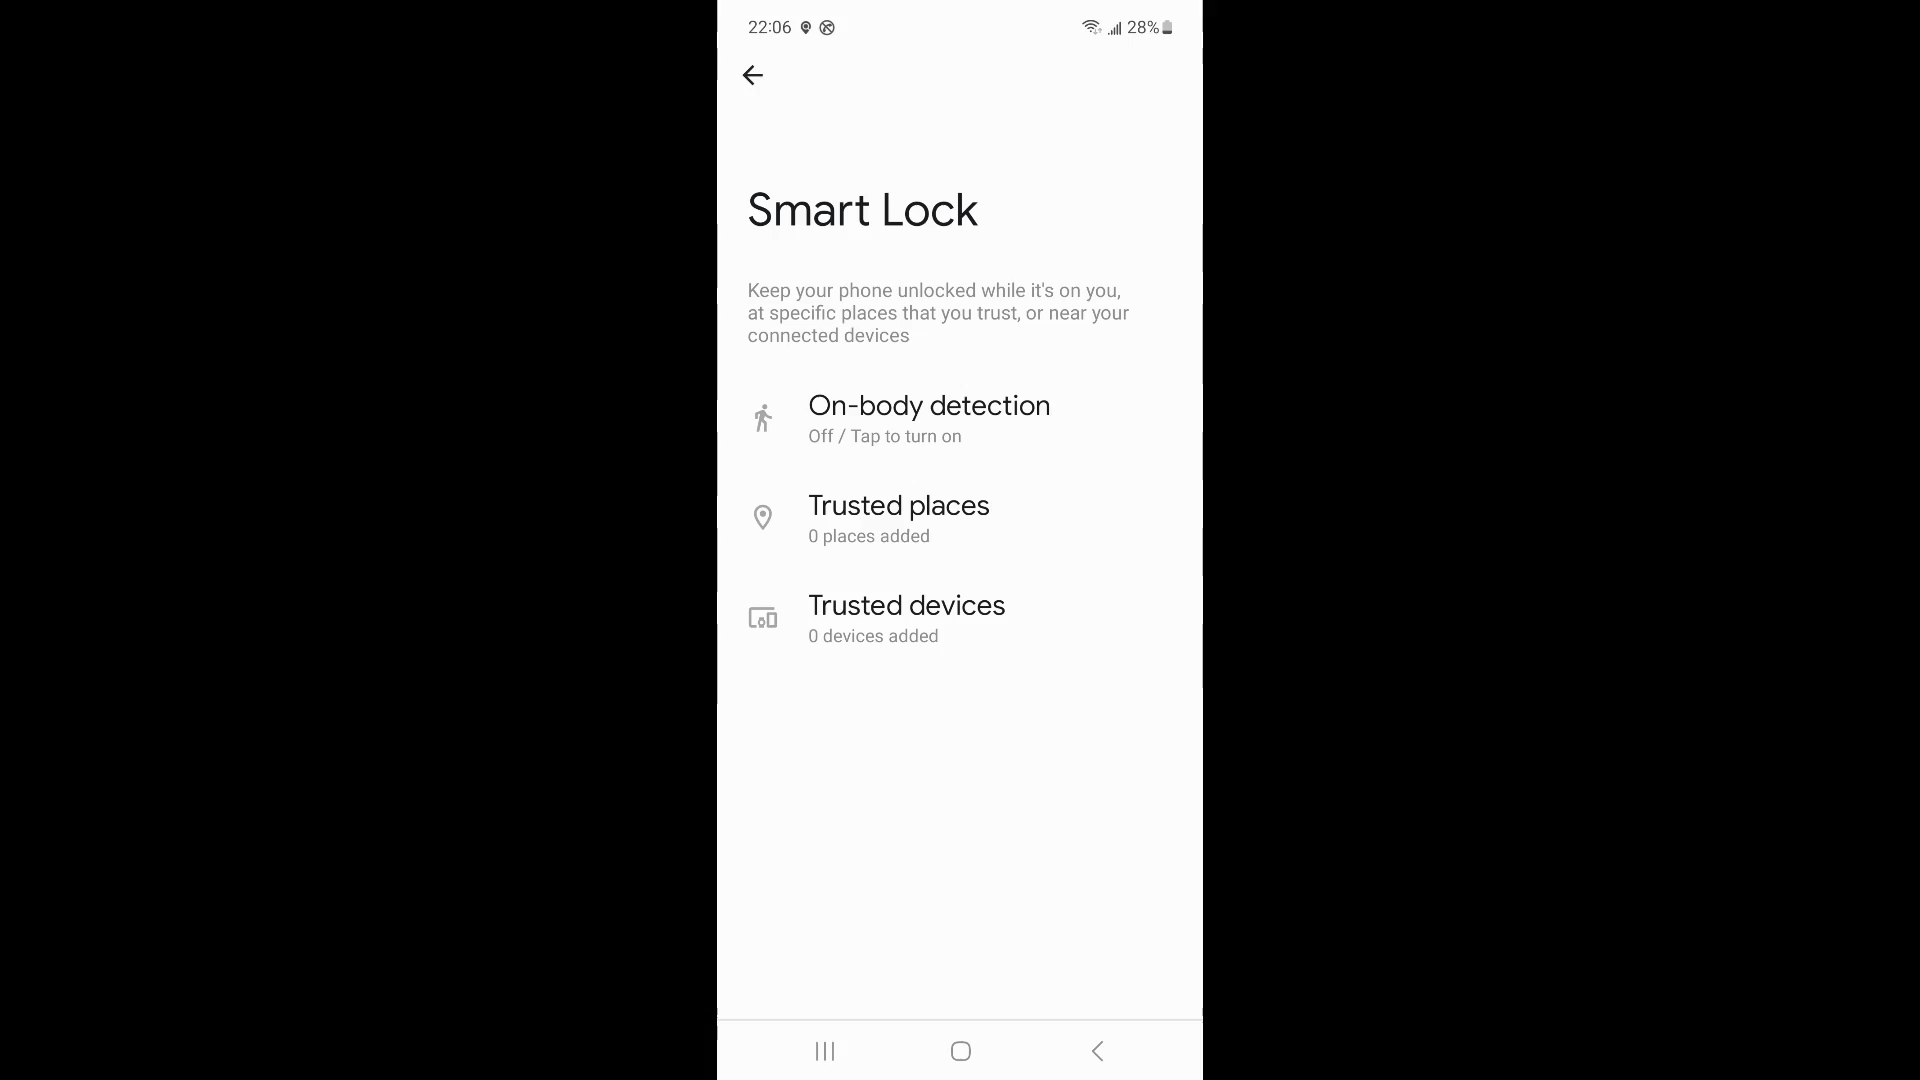 22:06 28%
Smart Lock
Keep your phone unlocked while it's on you,
at specific places that you trust, or near your
connected devices
On-body detection
Off / Tap to turn on
Trusted places
0 places added
Trusted devices
0 devices added